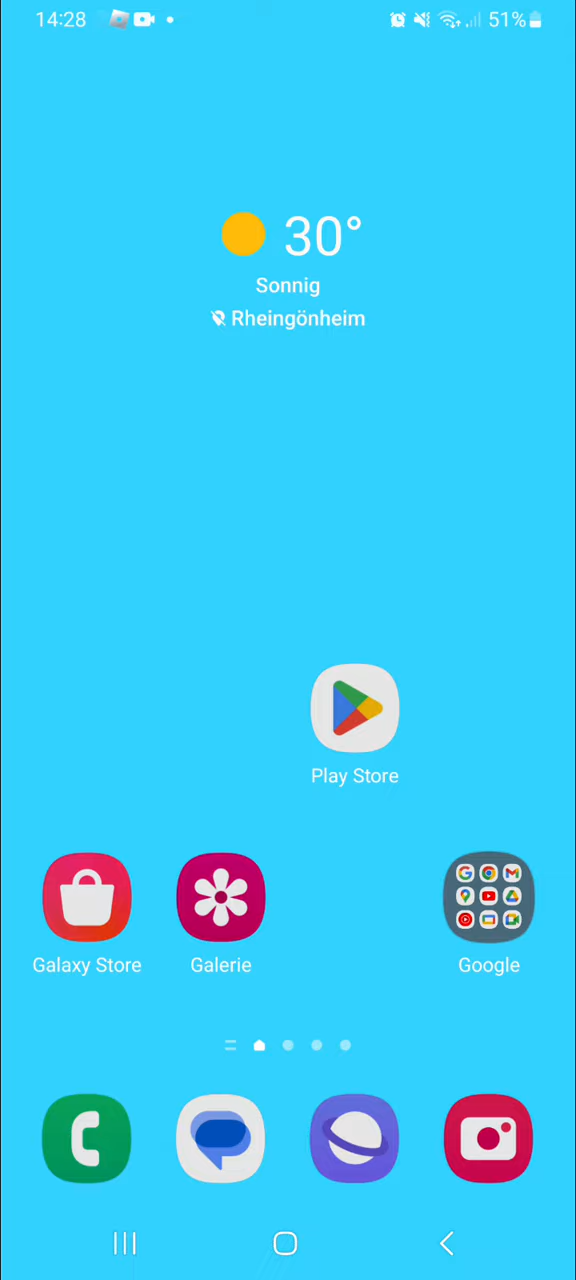 14:28
51%
30°
Sonnig
Rheingönheim
Play Store
Galaxy Store
Galerie
Google